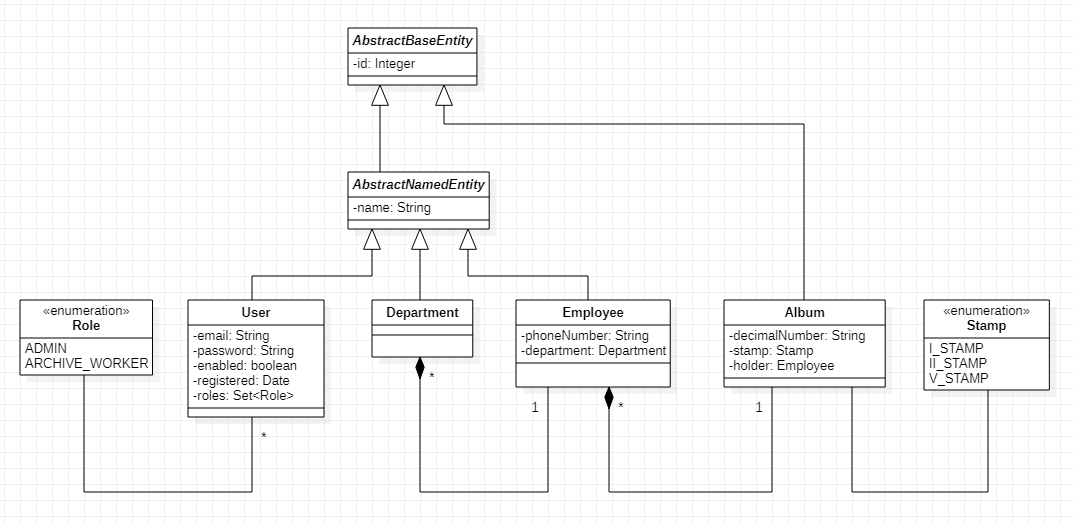 AbstractBaseEntity
-id: Integer
AbstractNamedEntity
-name: String
«enumeration»
Role
ADMIN
ARCHIVE_WORKER
User
-email: String
-password: String
-enabled: boolean
-registered: Date
-roles: Set<Role>
*
Department
*
Employee
-phoneNumber: String
-department: Department
1
*
Album
-decimalNumber: String
-stamp: Stamp
-holder: Employee
1
«enumeration»
Stamp
I_STAMP
II_STAMP
V_STAMP